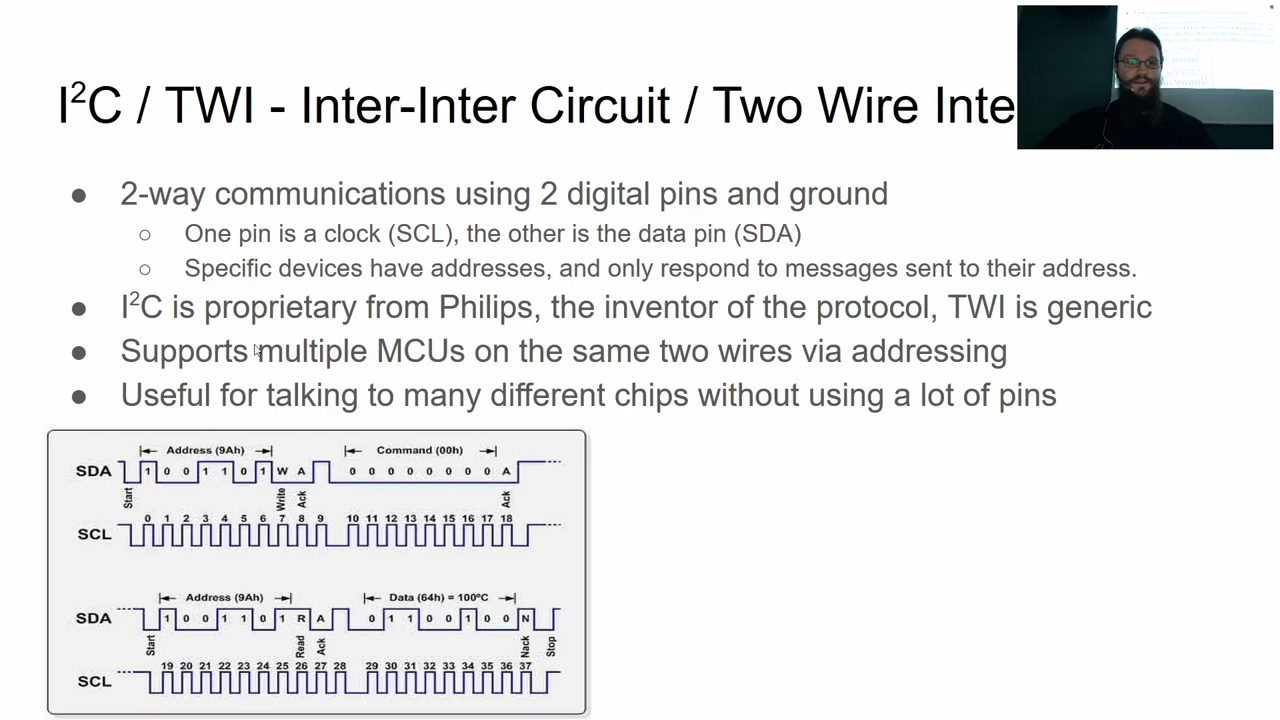 I²C / TWI - Inter-Inter Circuit / Two Wire Inte
● 2-way communications using 2 digital pins and ground
○ One pin is a clock (SCL), the other is the data pin (SDA)
○ Specific devices have addresses, and only respond to messages sent to their address.
● I²C is proprietary from Philips, the inventor of the protocol, TWI is generic
● Supports multiple MCUs on the same two wires via addressing
● Useful for talking to many different chips without using a lot of pins
Address (9Ah) Command (00h)
SDA 1 0 0 1 1 0 1 W A 0 0 0 0 0 0 0 0 A
Start Write Ack Ack
0 1 2 3 4 5 6 7 8 9 10 11 12 13 14 15 16 17 18
SCL
Address (9Ah) Data (64h) = 100ºC
SDA 1 0 0 1 1 0 1 R A 0 1 1 0 0 1 0 0 N
Start Read Ack Nack Stop
19 20 21 22 23 24 25 26 27 28 29 30 31 32 33 34 35 36 37
SCL